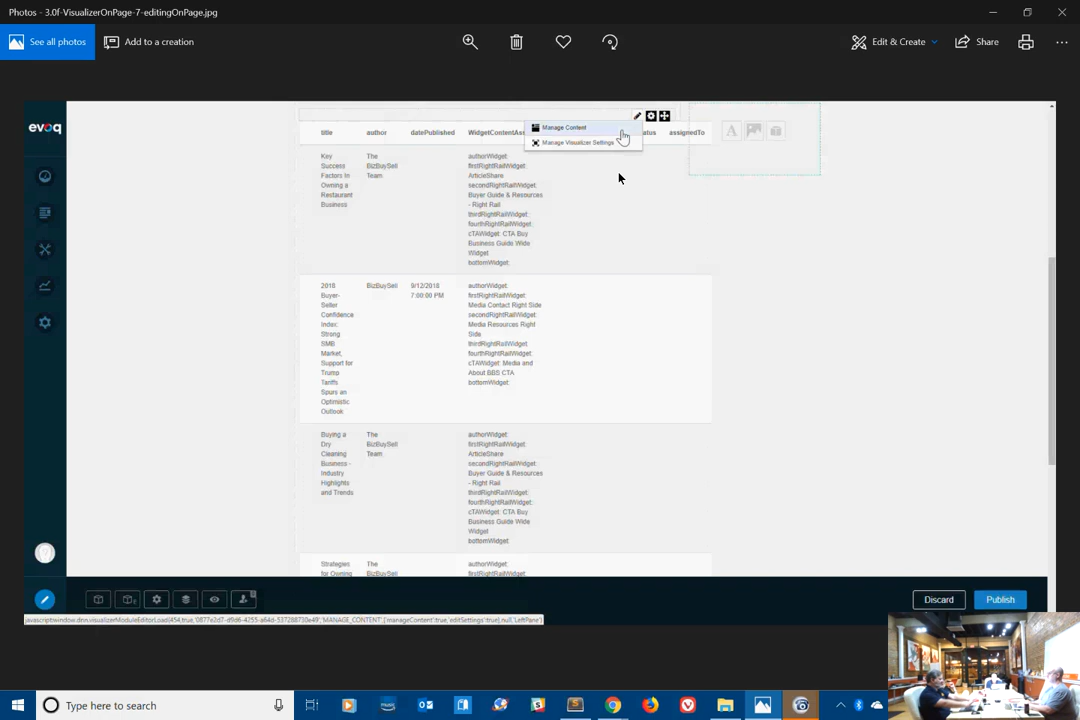 Photos - 3.0f-VisualizerOnPage-7-editingOnPage.jpg
See all photos
Add to a creation
Edit & Create
Share
evoq
Manage Content
Manage Visualizer Settings
title author datePublished WidgetContentAss atus assignedTo
Key
Success
Factors In
Owning a
Restaurant
Business
The
BizBuySell
Team
authorWidget:
firstRightRailWidget:
ArticleShare
secondRightRailWidget:
Buyer Guide & Resources
- Right Rail
thirdRightRailWidget:
fourthRightRailWidget:
cTAWidget: CTA Buy
Business Guide Wide
Widget
bottomWidget:
2018
Buyer-
Seller
Confidence
Index:
Strong
SMB
Market,
Support for
Trump
Tariffs
Spurs an
Optimistic
Outlook
BizBuySell
9/12/2018
7:00:00 PM
authorWidget:
firstRightRailWidget:
Media Contact Right Side
secondRightRailWidget:
Media Resources Right
Side
thirdRightRailWidget:
fourthRightRailWidget:
cTAWidget: Media and
About BBS CTA
bottomWidget:
Buying a
Dry
Cleaning
Business -
Industry
Highlights
and Trends
The
BizBuySell
Team
authorWidget:
firstRightRailWidget:
ArticleShare
secondRightRailWidget:
Buyer Guide & Resources
- Right Rail
thirdRightRailWidget:
fourthRightRailWidget:
cTAWidget: CTA Buy
Business Guide Wide
Widget
bottomWidget:
Strategies
for Owning
The
BizBuySell
authorWidget:
firstRightRailWidget:
Discard
Publish
Type here to search